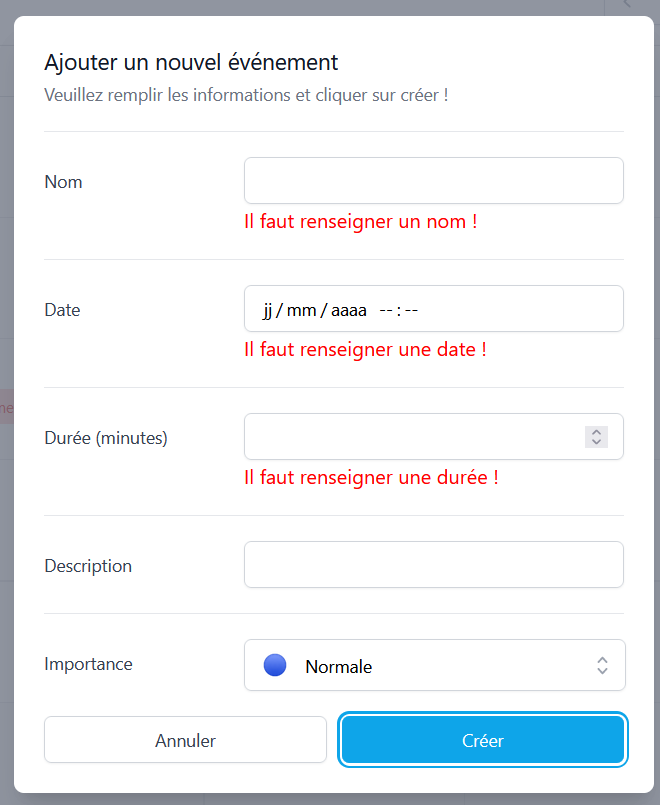 Ajouter un nouvel événement
Veuillez remplir les informations et cliquer sur créer !
Nom
Il faut renseigner un nom !
Date
jj / mm / aaaa -- : --
Il faut renseigner une date !
Durée (minutes)
Il faut renseigner une durée !
Description
Importance
Normale
Annuler
Créer